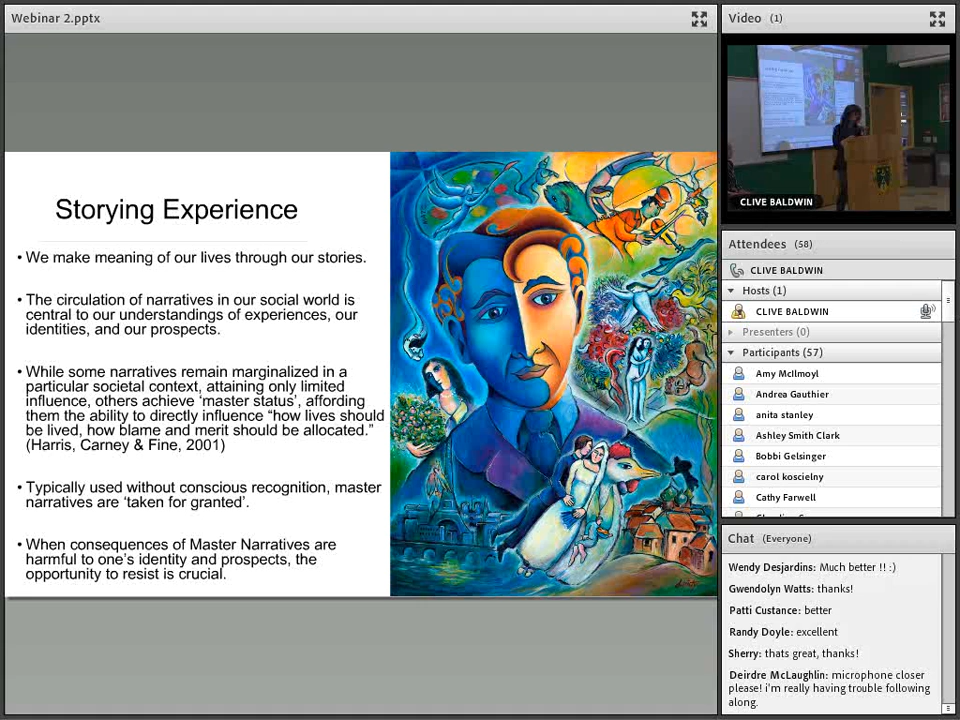 Webinar 2.pptx
Storying Experience
• We make meaning of our lives through our stories.
• The circulation of narratives in our social world is
central to our understandings of experiences, our
identities, and our prospects.
• While some narratives remain marginalized in a
particular societal context, attaining only limited
influence, others achieve ‘master status’, affording
them the ability to directly influence “how lives should
be lived, how blame and merit should be allocated.”
(Harris, Carney & Fine, 2001)
• Typically used without conscious recognition, master
narratives are ‘taken for granted’.
• When consequences of Master Narratives are
harmful to one’s identity and prospects, the
opportunity to resist is crucial.
Video (1)
CLIVE BALDWIN
Attendees (58)
CLIVE BALDWIN
Hosts (1)
CLIVE BALDWIN
Presenters (0)
Participants (57)
Amy McIlmoyl
Andrea Gauthier
anita stanley
Ashley Smith Clark
Bobbi Gelsinger
carol koscielny
Cathy Farwell
Chat (Everyone)
Wendy Desjardins: Much better !! :)
Gwendolyn Watts: thanks!
Patti Custance: better
Randy Doyle: excellent
Sherry: thats great, thanks!
Deirdre McLaughlin: microphone closer
please! i'm really having trouble following
along.